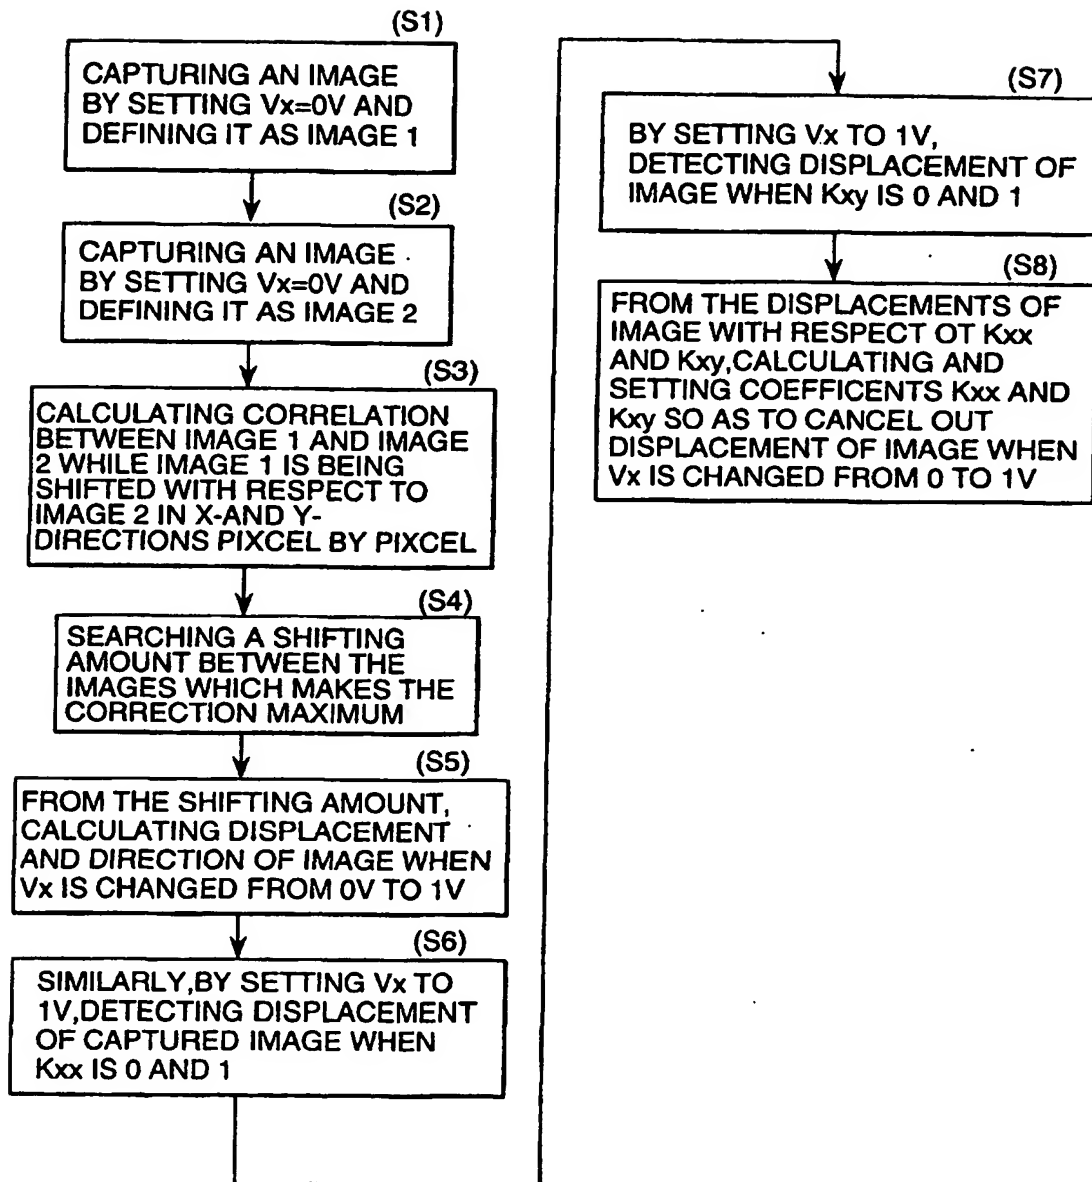 (S1)
CAPTURING AN IMAGE
BY SETTING Vx=0V AND
DEFINING IT AS IMAGE 1
(S2)
CAPTURING AN IMAGE
BY SETTING Vx=0V AND
DEFINING IT AS IMAGE 2
(S3)
CALCULATING CORRELATION
BETWEEN IMAGE 1 AND IMAGE
2 WHILE IMAGE 1 IS BEING
SHIFTED WITH RESPECT TO
IMAGE 2 IN X-AND Y-
DIRECTIONS PIXCEL BY PIXCEL
(S4)
SEARCHING A SHIFTING
AMOUNT BETWEEN THE
IMAGES WHICH MAKES THE
CORRECTION MAXIMUM
(S5)
FROM THE SHIFTING AMOUNT,
CALCULATING DISPLACEMENT
AND DIRECTION OF IMAGE WHEN
Vx IS CHANGED FROM 0V TO 1V
(S6)
SIMILARLY,BY SETTING Vx TO
1V,DETECTING DISPLACEMENT
OF CAPTURED IMAGE WHEN
Kxx IS 0 AND 1
(S7)
BY SETTING Vx TO 1V,
DETECTING DISPLACEMENT OF
IMAGE WHEN Kxy IS 0 AND 1
(S8)
FROM THE DISPLACEMENTS OF
IMAGE WITH RESPECT OT Kxx
AND Kxy,CALCULATING AND
SETTING COEFFICENTS Kxx AND
Kxy SO AS TO CANCEL OUT
DISPLACEMENT OF IMAGE WHEN
Vx IS CHANGED FROM 0 TO 1V